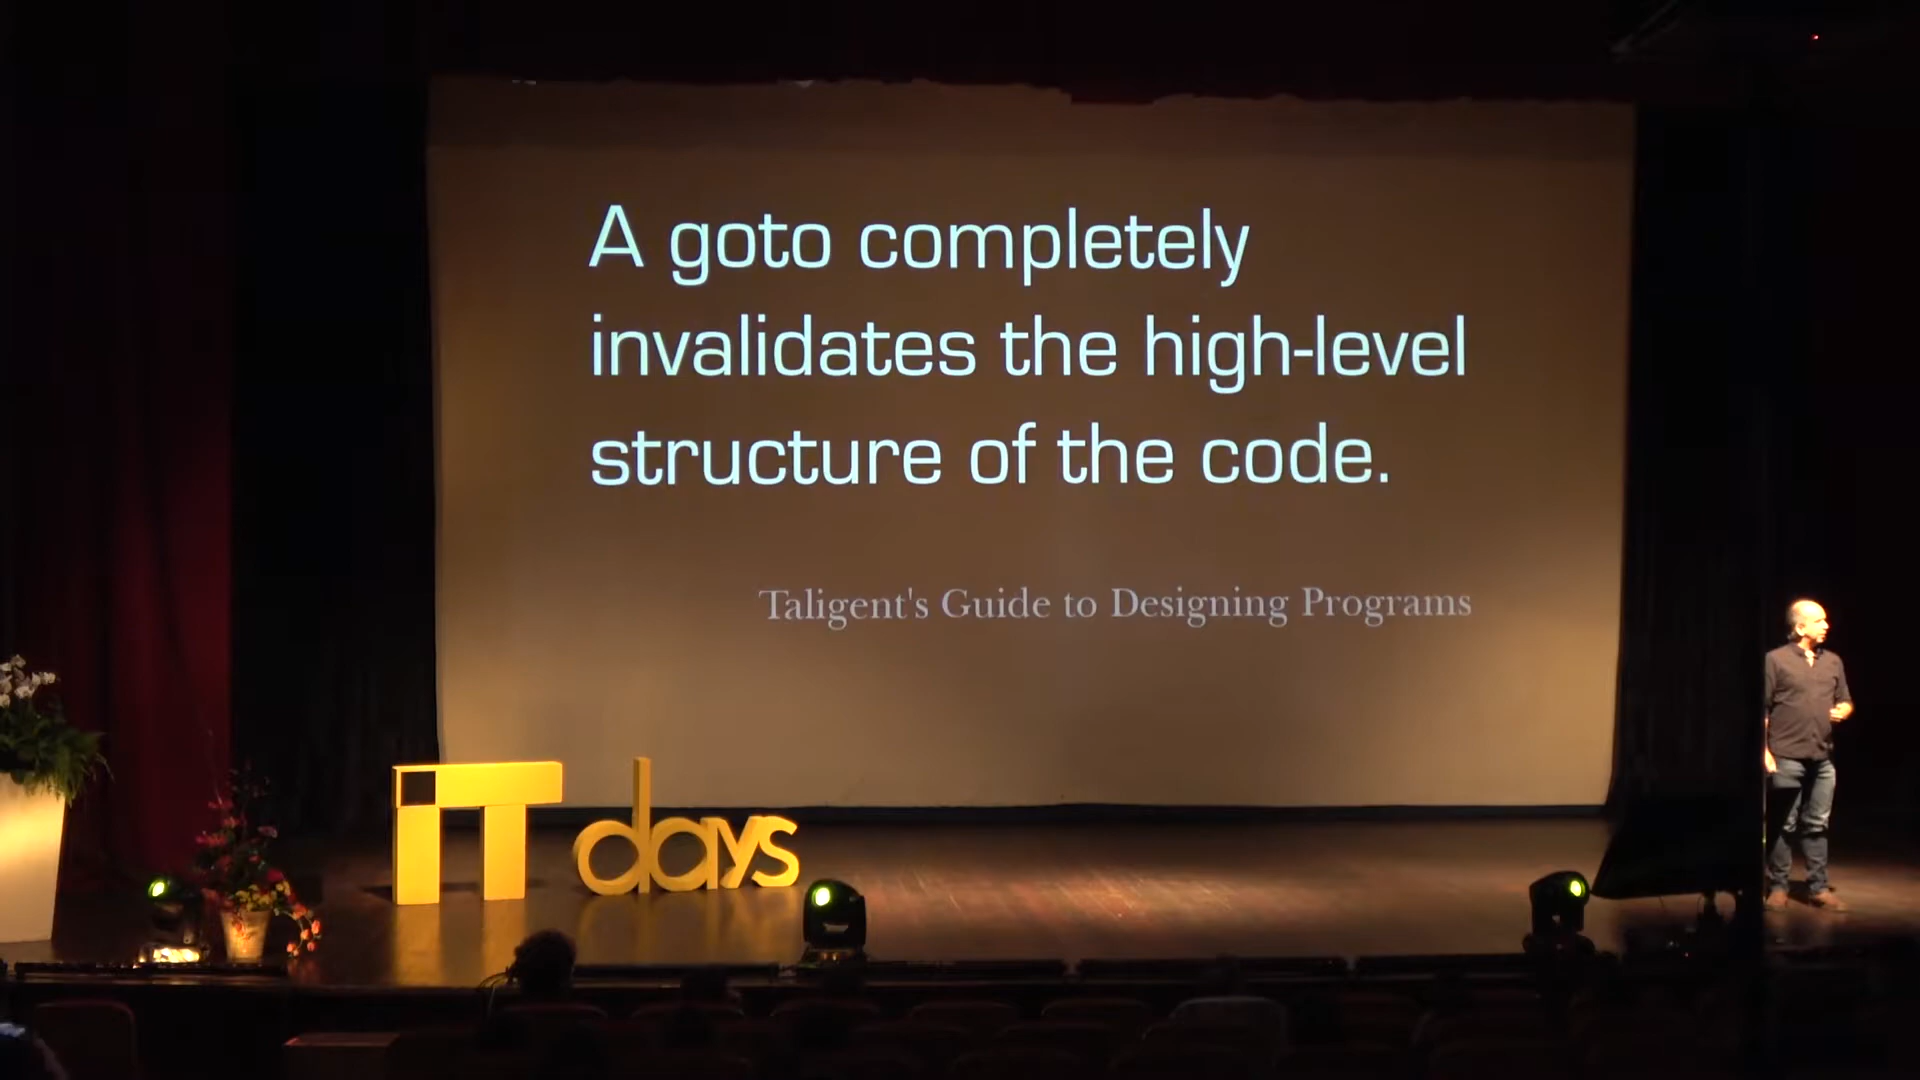 A goto completely
invalidates the high-level
structure of the code.
Taligent's Guide to Designing Programs
iT days